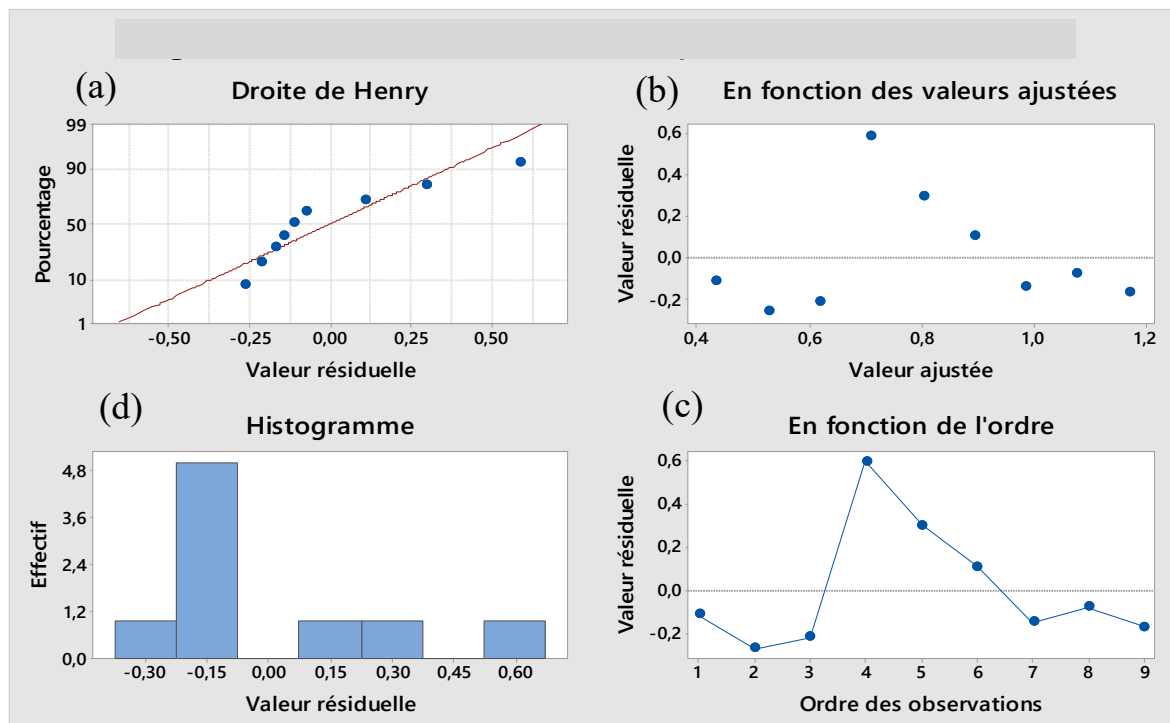 (a)
Droite de Henry
99
90
50
10
1
Pourcentage
-0,50
-0,25
0,00
0,25
0,50
Valeur résiduelle
(b)
En fonction des valeurs ajustées
0,6
0,4
0,2
0,0
-0,2
Valeur résiduelle
0,4
0,6
0,8
1,0
1,2
Valeur ajustée
(d)
Histogramme
4,8
3,6
2,4
1,2
0,0
Effectif
-0,30
-0,15
0,00
0,15
0,30
0,45
0,60
Valeur résiduelle
(c)
En fonction de l'ordre
0,6
0,4
0,2
0,0
-0,2
Valeur résiduelle
1
2
3
4
5
6
7
8
9
Ordre des observations